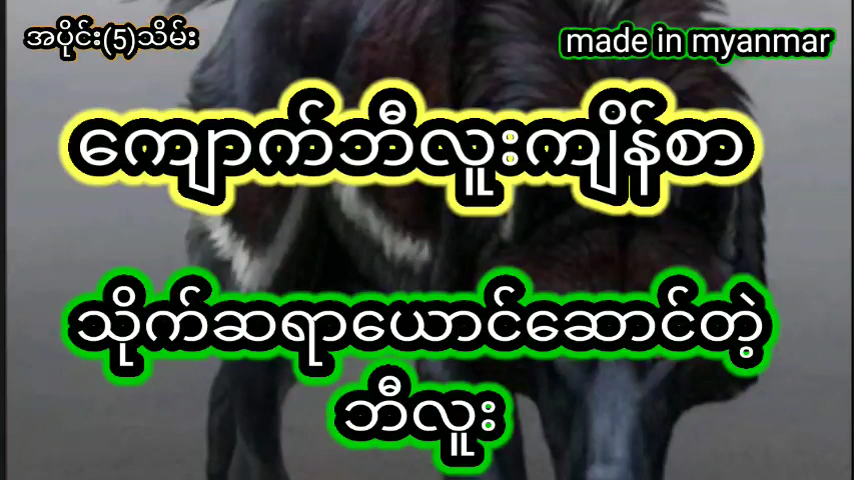 အပိုင်း(5)သိမ်း
made in myanmar
ကျောက်ဘီလူးကျိန်စာ
သိုက်ဆရာယောင်ဆောင်တဲ့
ဘီလူး